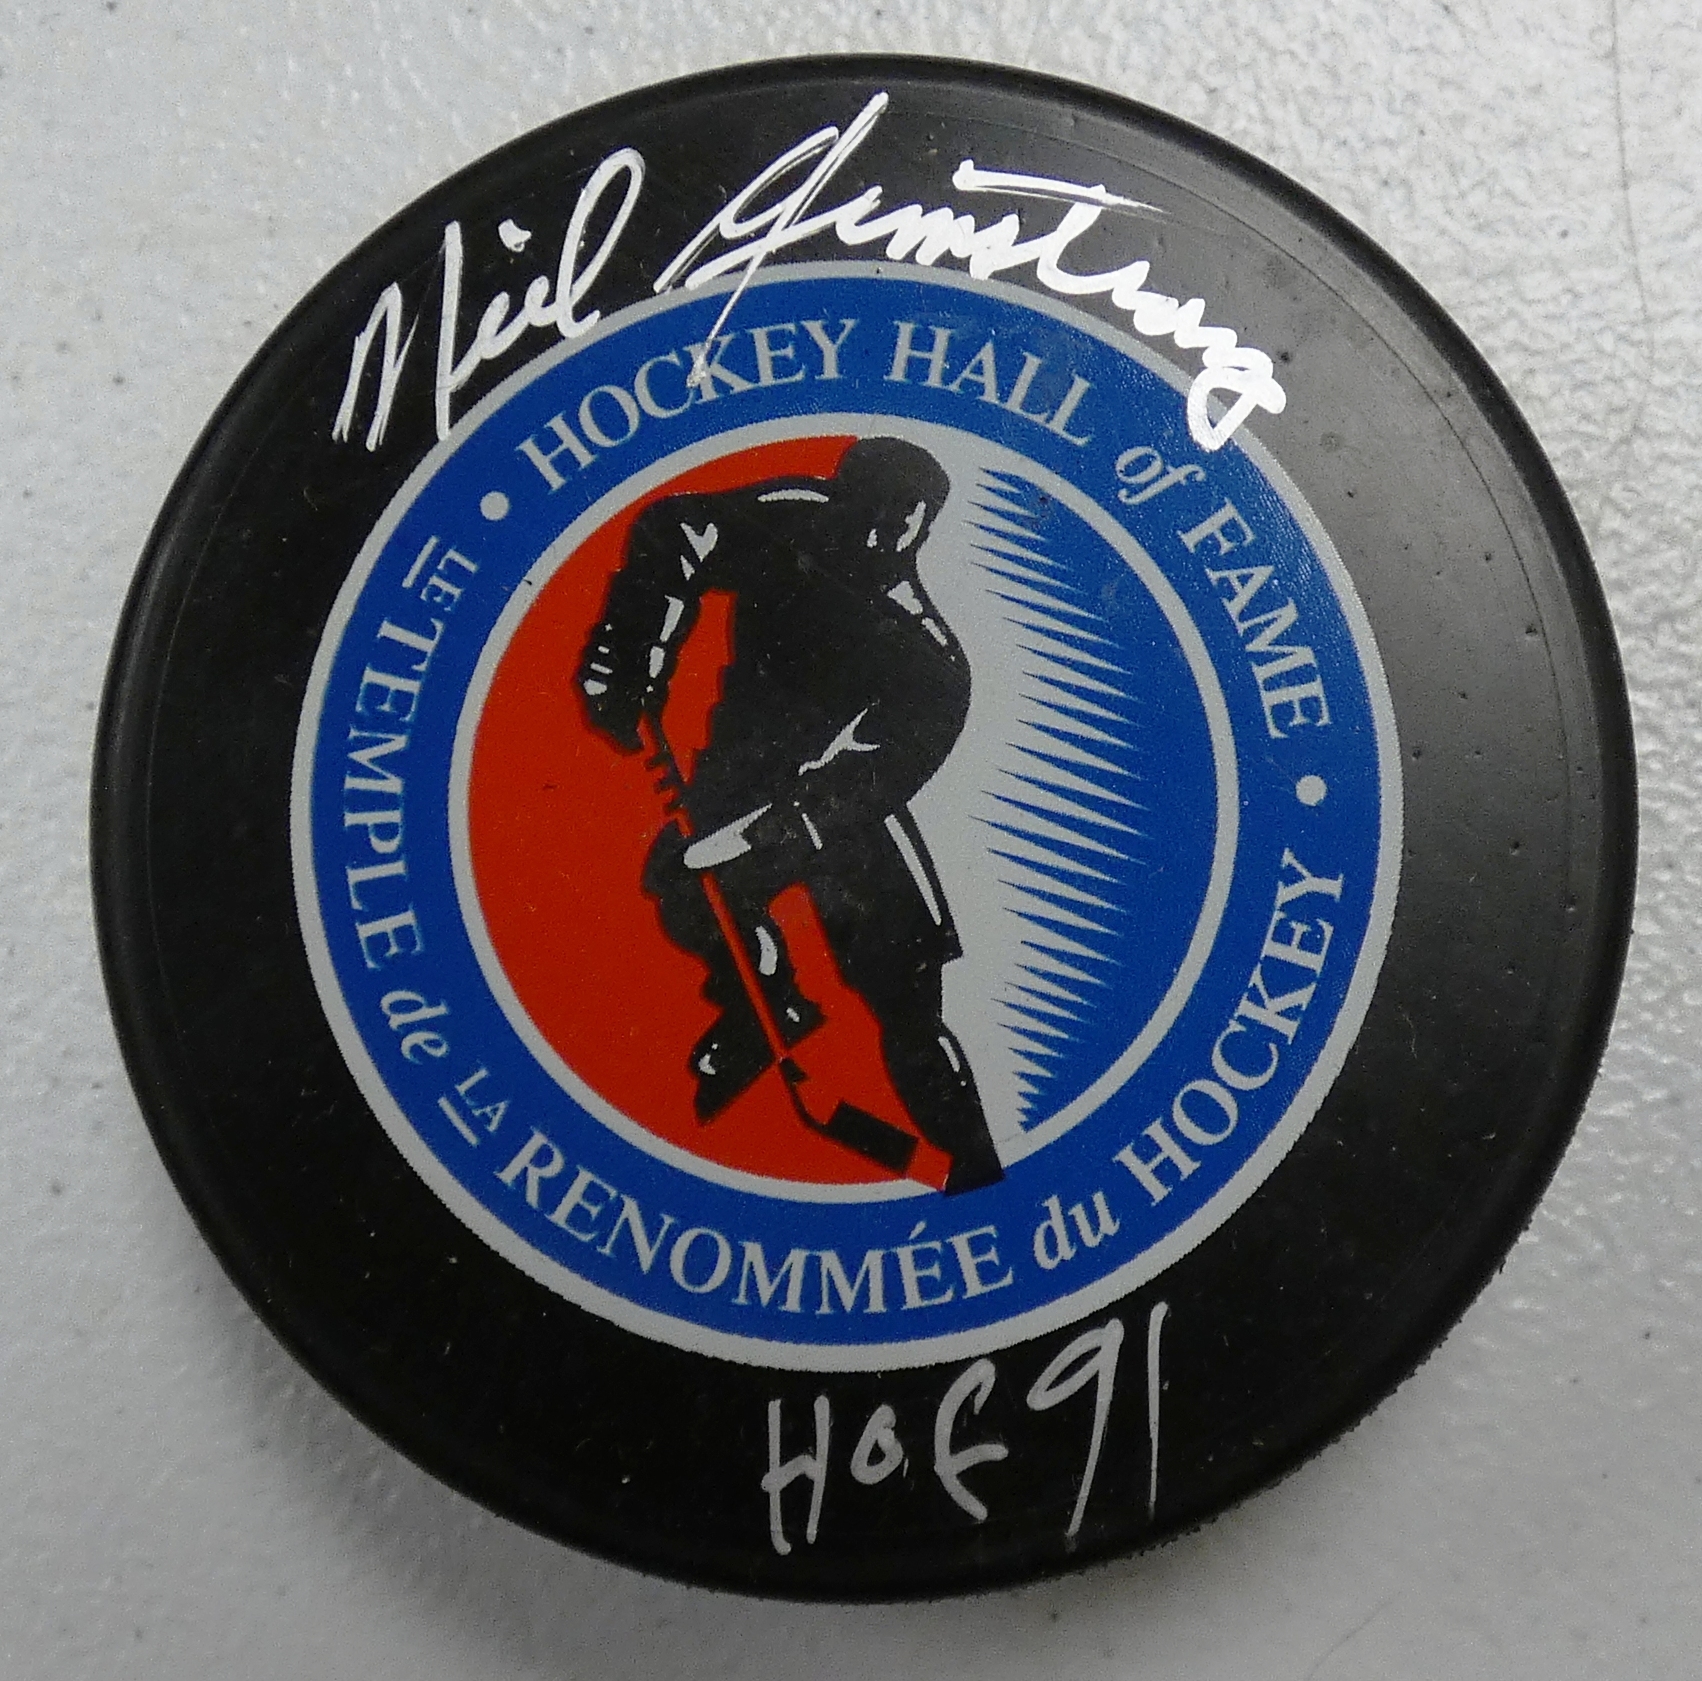 Neil Armstrong
• HOCKEY HALL of FAME •
LE TEMPLE de LA RENOMMÉE du HOCKEY
HOF 91